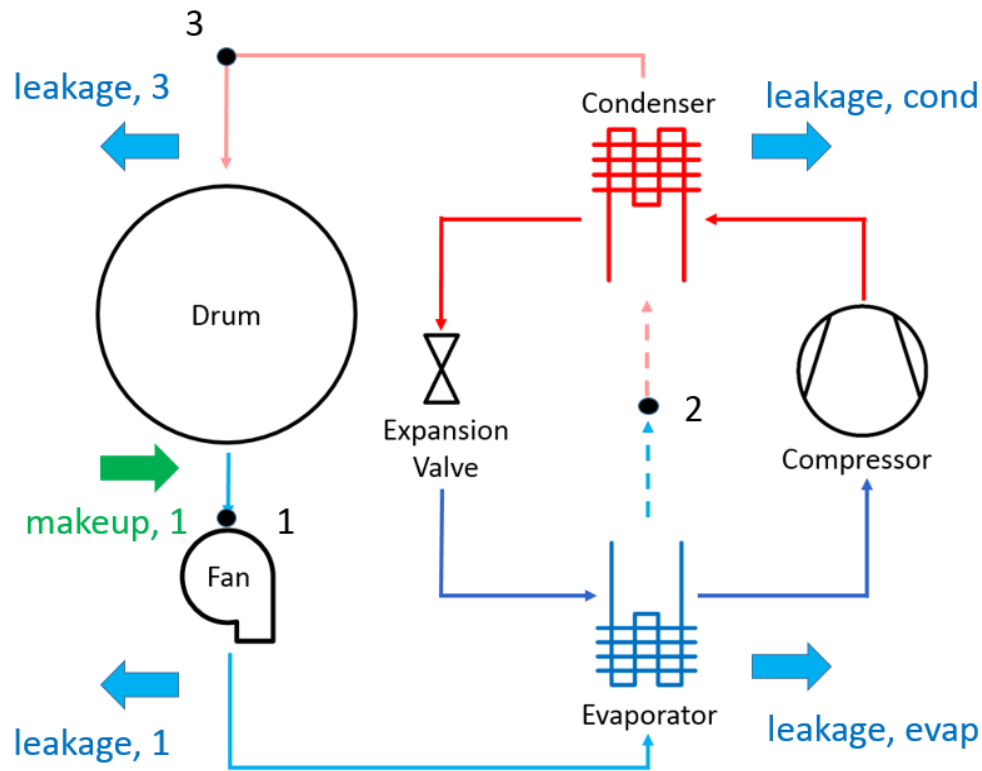 3
leakage, 3
Condenser
leakage, cond
Drum
Expansion
Valve
2
Compressor
makeup, 1
1
Fan
leakage, 1
Evaporator
leakage, evap